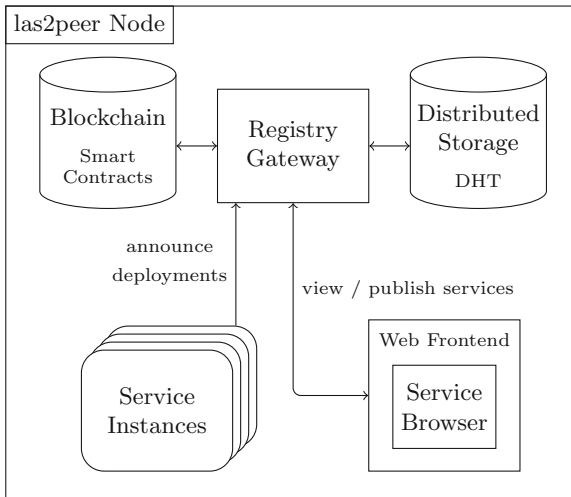 las2peer Node
Blockchain
Smart
Contracts
Registry
Gateway
Distributed
Storage
DHT
announce
deployments
view / publish services
Service
Instances
Web Frontend
Service
Browser